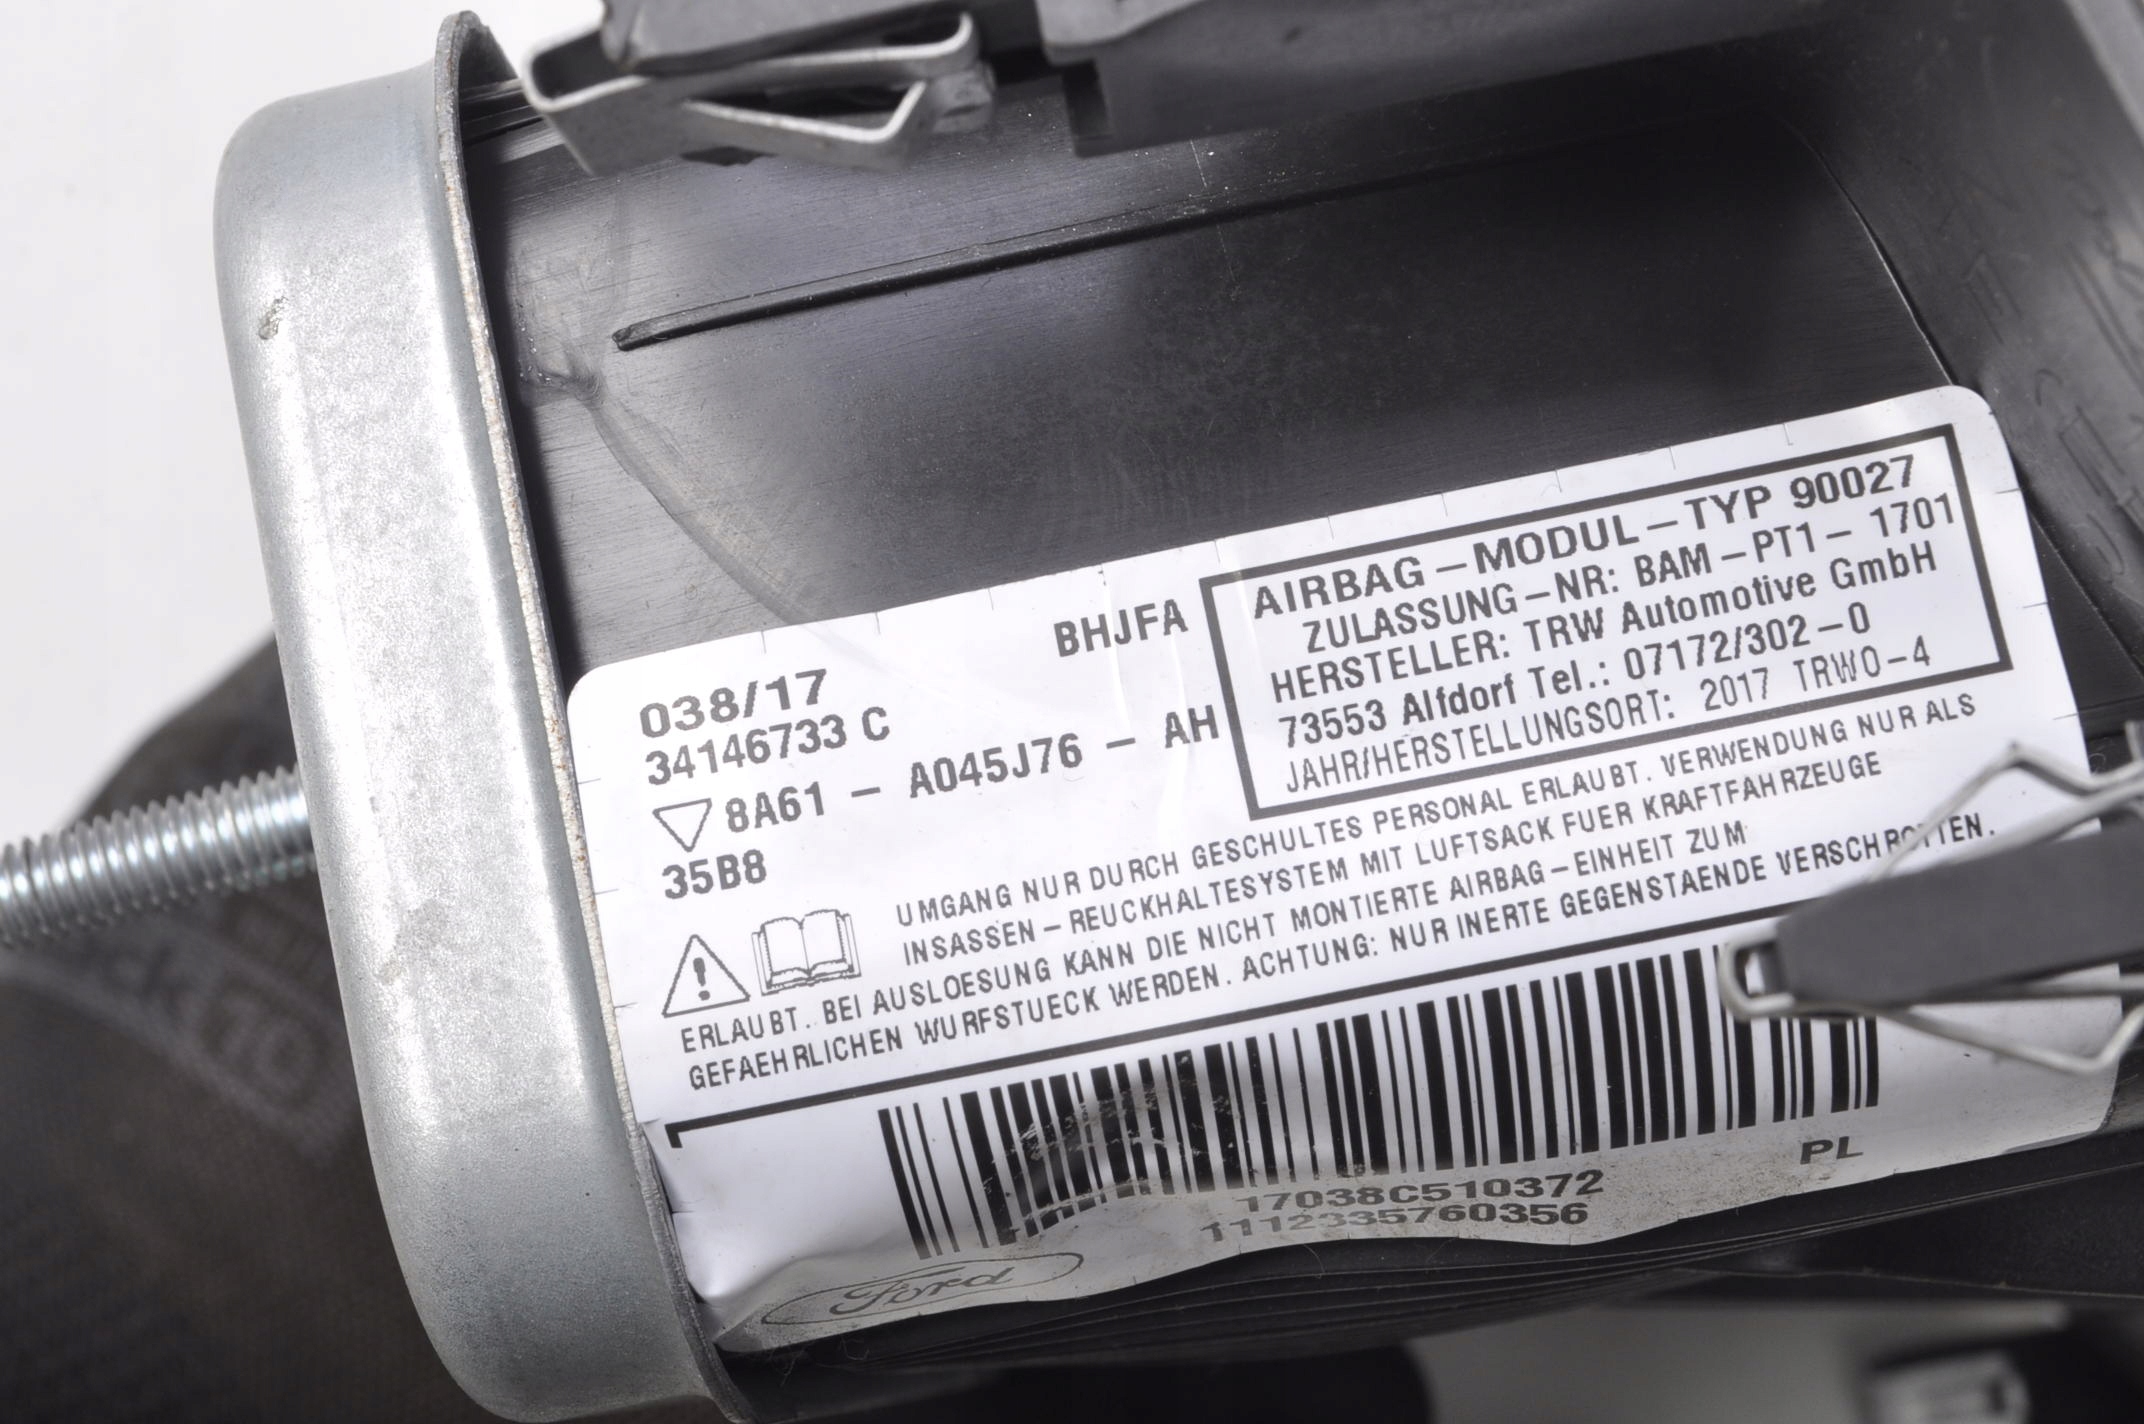 BHJFA
AIRBAG – MODUL – TYP 90027
ZULASSUNG – NR: BAM – PT1 – 1701
HERSTELLER: TRW Automotive GmbH
73553 Alfdorf Tel.: 07172/302 – 0
JAHR/HERSTELLUNGSORT: 2017 TRWO – 4
038/17
34146733 C
8A61 – A045J76 – AH
35B8
UMGANG NUR DURCH GESCHULTES PERSONAL ERLAUBT. VERWENDUNG NUR ALS
INSASSEN – REUCKHALTESYSTEM MIT LUFTSACK FUER KRAFTFAHRZEUGE
ERLAUBT. BEI AUSLOESUNG KANN DIE NICHT MONTIERTE AIRBAG – EINHEIT ZUM
GEFAEHRLICHEN WURFSTUECK WERDEN. ACHTUNG: NUR INERTE GEGENSTAENDE VERSCHROTTEN.
PL
17038C510372
1112335760356
Ford